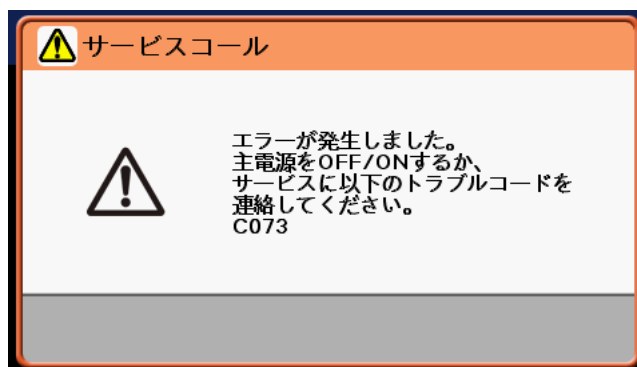 サービスコール
エラーが発生しました。
主電源をOFF/ONするか、
サービスに以下のトラブルコードを
連絡してください。
C073